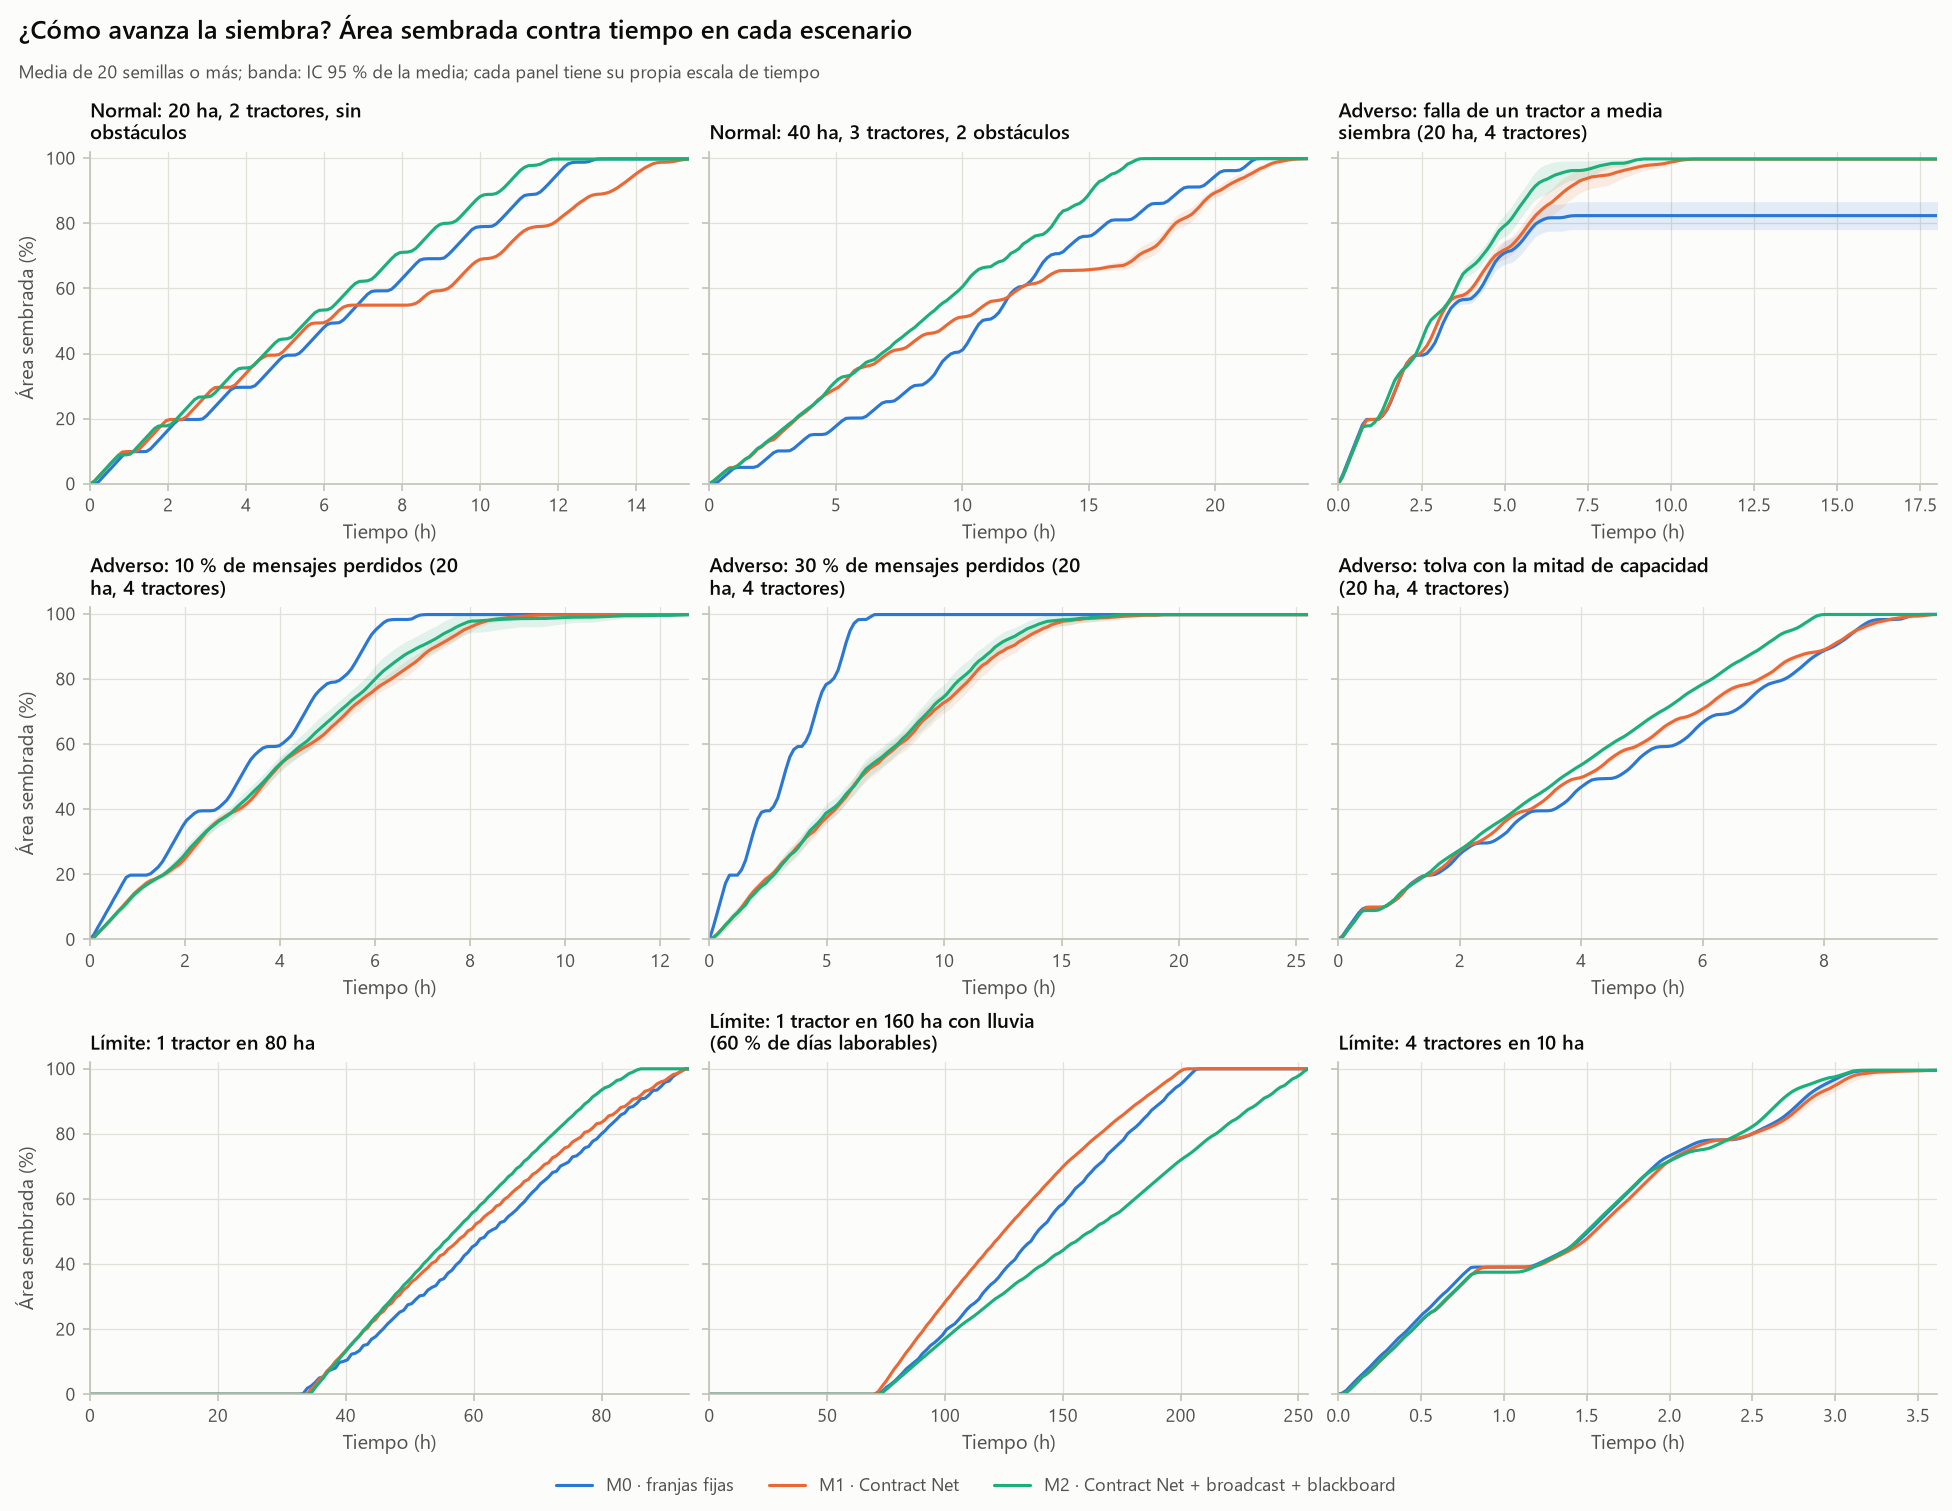 ¿Cómo avanza la siembra? Área sembrada contra tiempo en cada escenario
Media de 20 semillas o más; banda: IC 95 % de la media; cada panel tiene su propia escala de tiempo
Normal: 20 ha, 2 tractores, sin
obstáculos
100
80
60
40
20
0
Área sembrada (%)
0 2 4 6 8 10 12 14
Tiempo (h)
Normal: 40 ha, 3 tractores, 2 obstáculos
0 5 10 15 20
Tiempo (h)
Adverso: falla de un tractor a media
siembra (20 ha, 4 tractores)
0.0 2.5 5.0 7.5 10.0 12.5 15.0 17.5
Tiempo (h)
Adverso: 10 % de mensajes perdidos (20
ha, 4 tractores)
100
80
60
40
20
0
Área sembrada (%)
0 2 4 6 8 10 12
Tiempo (h)
Adverso: 30 % de mensajes perdidos (20
ha, 4 tractores)
0 5 10 15 20 25
Tiempo (h)
Adverso: tolva con la mitad de capacidad
(20 ha, 4 tractores)
0 2 4 6 8
Tiempo (h)
Límite: 1 tractor en 80 ha
100
80
60
40
20
0
Área sembrada (%)
0 20 40 60 80
Tiempo (h)
Límite: 1 tractor en 160 ha con lluvia
(60 % de días laborables)
0 50 100 150 200 250
Tiempo (h)
Límite: 4 tractores en 10 ha
0.0 0.5 1.0 1.5 2.0 2.5 3.0 3.5
Tiempo (h)
M0 · franjas fijas M1 · Contract Net M2 · Contract Net + broadcast + blackboard